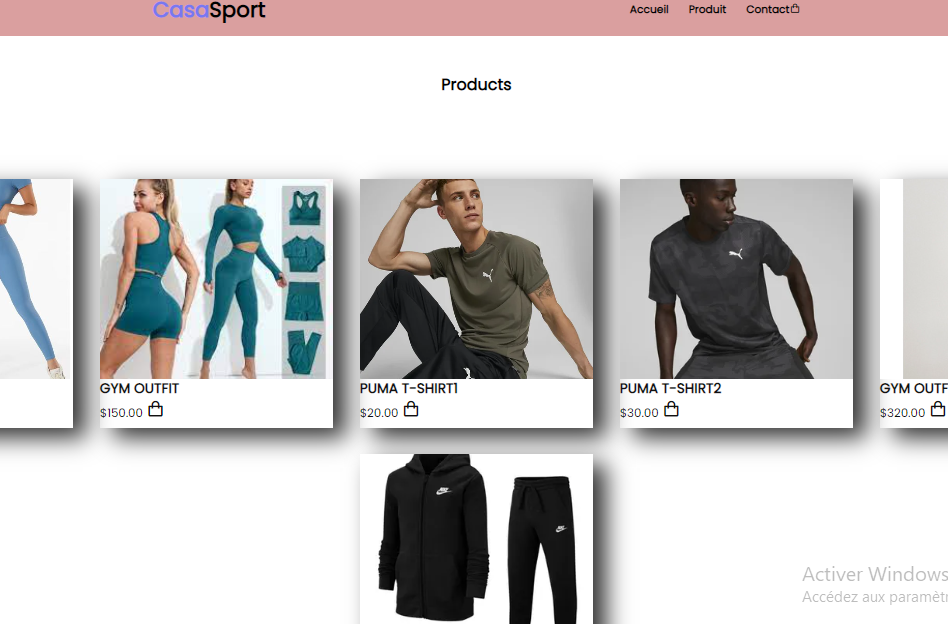 CasaSport
Accueil Produit Contact
Products
GYM OUTFIT
$150.00
PUMA T-SHIRT1
$20.00
PUMA T-SHIRT2
$30.00
GYM OUTF
$320.00
Activer Windows
Accédez aux paramètr